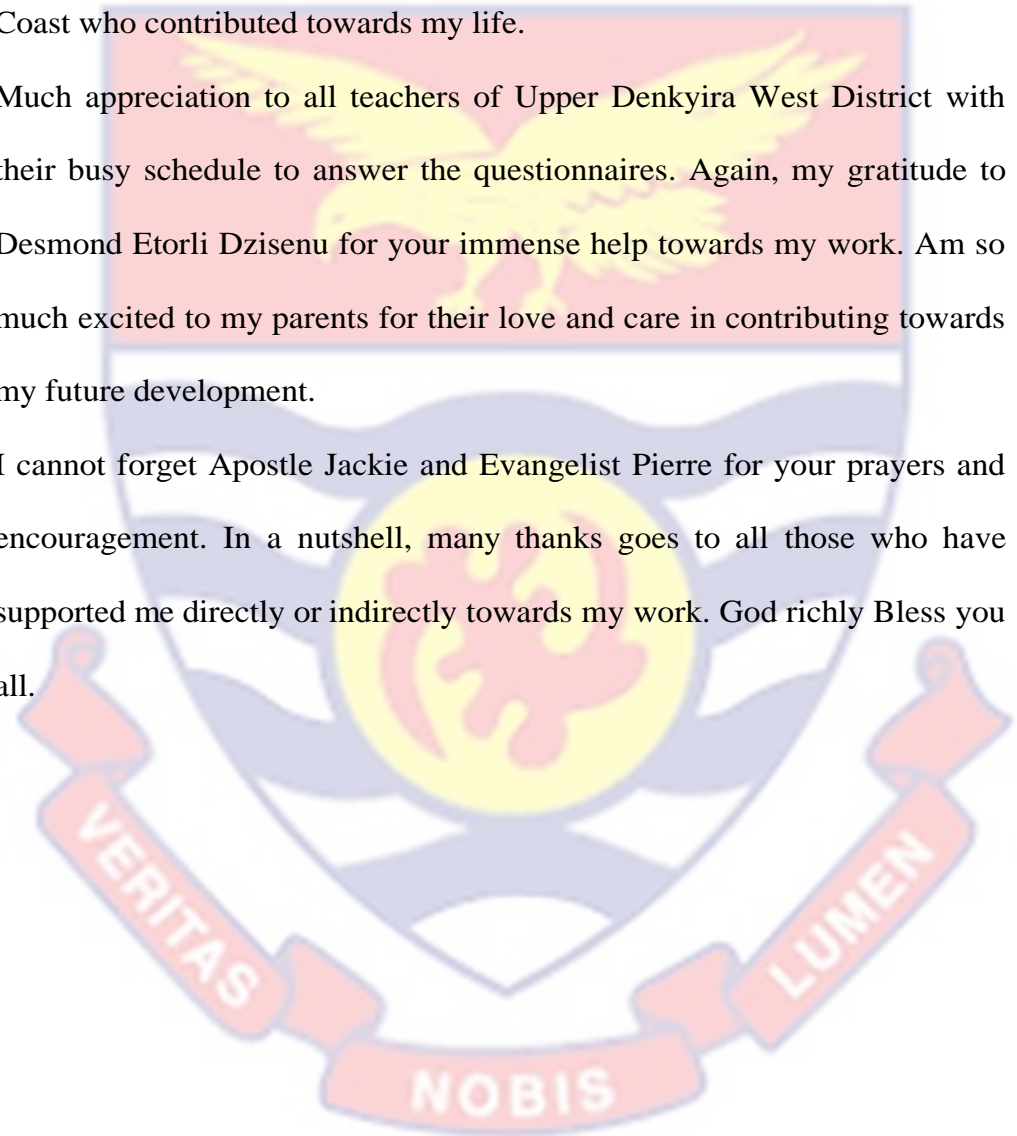 Coast who contributed towards my life.
Much appreciation to all teachers of Upper Denkyira West District with
their busy schedule to answer the questionnaires. Again, my gratitude to
Desmond Etorli Dzisenu for your immense help towards my work. Am so
much excited to my parents for their love and care in contributing towards
my future development.
I cannot forget Apostle Jackie and Evangelist Pierre for your prayers and
encouragement. In a nutshell, many thanks goes to all those who have
supported me directly or indirectly towards my work. God richly Bless you
all.
VERITAS
NOBIS
LUMEN